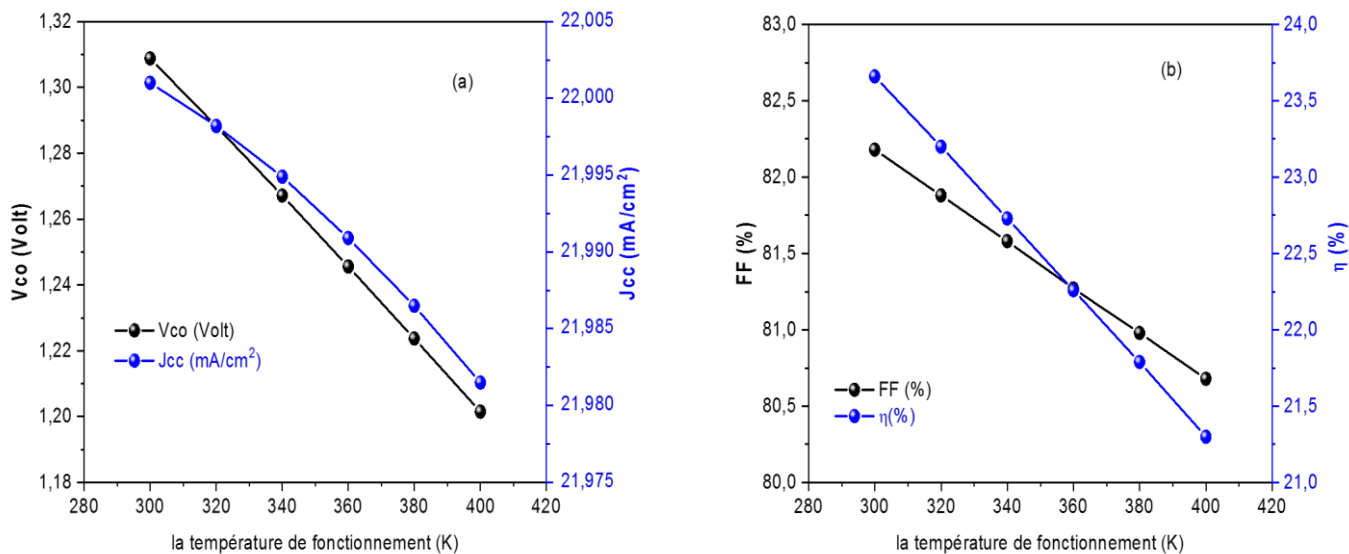 1,32
1,30
1,28
1,26
1,24
1,22
1,20
1,18
Vco (Volt)
22,005
22,000
21,995
21,990
21,985
21,980
21,975
Jcc (mA/cm²)
(a)
Vco (Volt)
Jcc (mA/cm²)
280 300 320 340 360 380 400 420
la température de fonctionnement (K)
83,0
82,5
82,0
81,5
81,0
80,5
80,0
FF (%)
24,0
23,5
23,0
22,5
22,0
21,5
21,0
η (%)
(b)
FF (%)
η(%)
280 300 320 340 360 380 400 420
la température de fonctionnement (K)